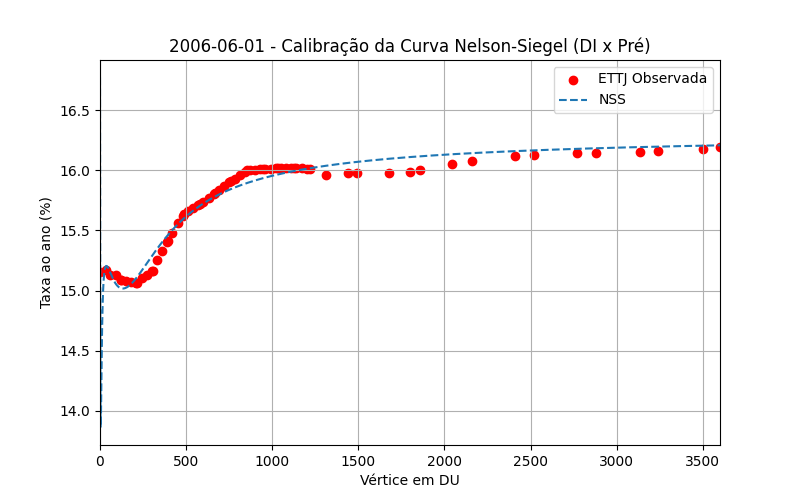 2006-06-01 - Calibração da Curva Nelson-Siegel (DI x Pré)
ETTJ Observada
NSS
16.5
16.0
15.5
15.0
14.5
14.0
Taxa ao ano (%)
0 500 1000 1500 2000 2500 3000 3500
Vértice em DU